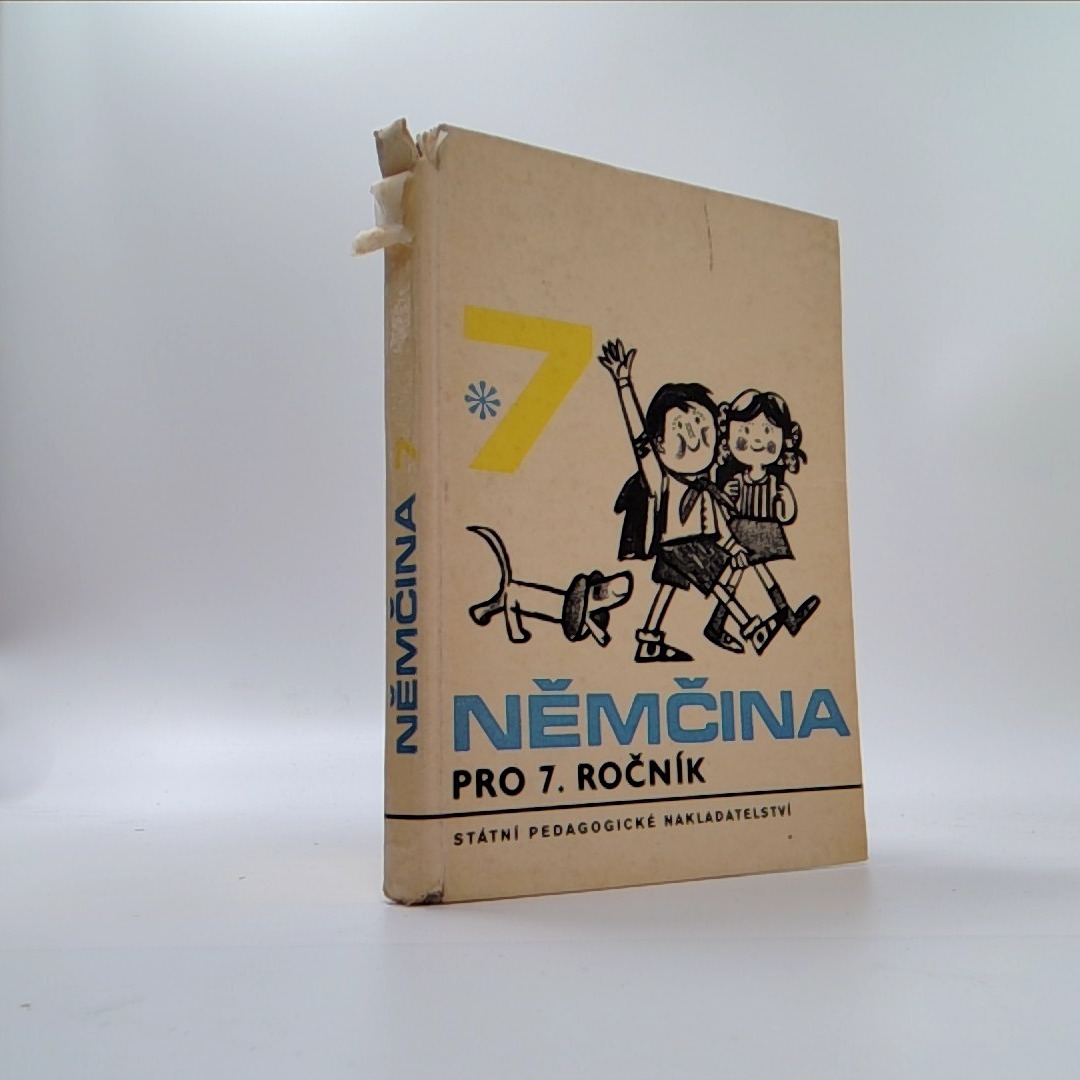 NĚMČINA 7
7
NĚMČINA
PRO 7. ROČNÍK
STÁTNÍ PEDAGOGICKÉ NAKLADATELSTVÍ